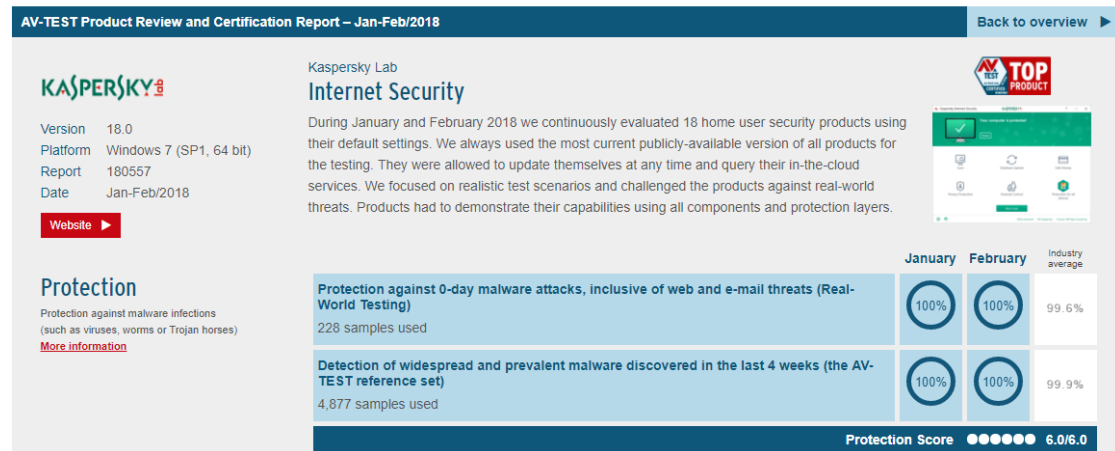 AV-TEST Product Review and Certification Report – Jan-Feb/2018
Back to overview
KASPERSKY lab
Version 18.0
Platform Windows 7 (SP1, 64 bit)
Report 180557
Date Jan-Feb/2018
Website
Kaspersky Lab
Internet Security
During January and February 2018 we continuously evaluated 18 home user security products using
their default settings. We always used the most current publicly-available version of all products for
the testing. They were allowed to update themselves at any time and query their in-the-cloud
services. We focused on realistic test scenarios and challenged the products against real-world
threats. Products had to demonstrate their capabilities using all components and protection layers.
AV
TEST
TOP
PRODUCT
January February Industry
average
Protection
Protection against malware infections
(such as viruses, worms or Trojan horses)
More information
Protection against 0-day malware attacks, inclusive of web and e-mail threats (Real-
World Testing)
228 samples used
100% 100% 99.6%
Detection of widespread and prevalent malware discovered in the last 4 weeks (the AV-
TEST reference set)
4,877 samples used
100% 100% 99.9%
Protection Score 6.0/6.0